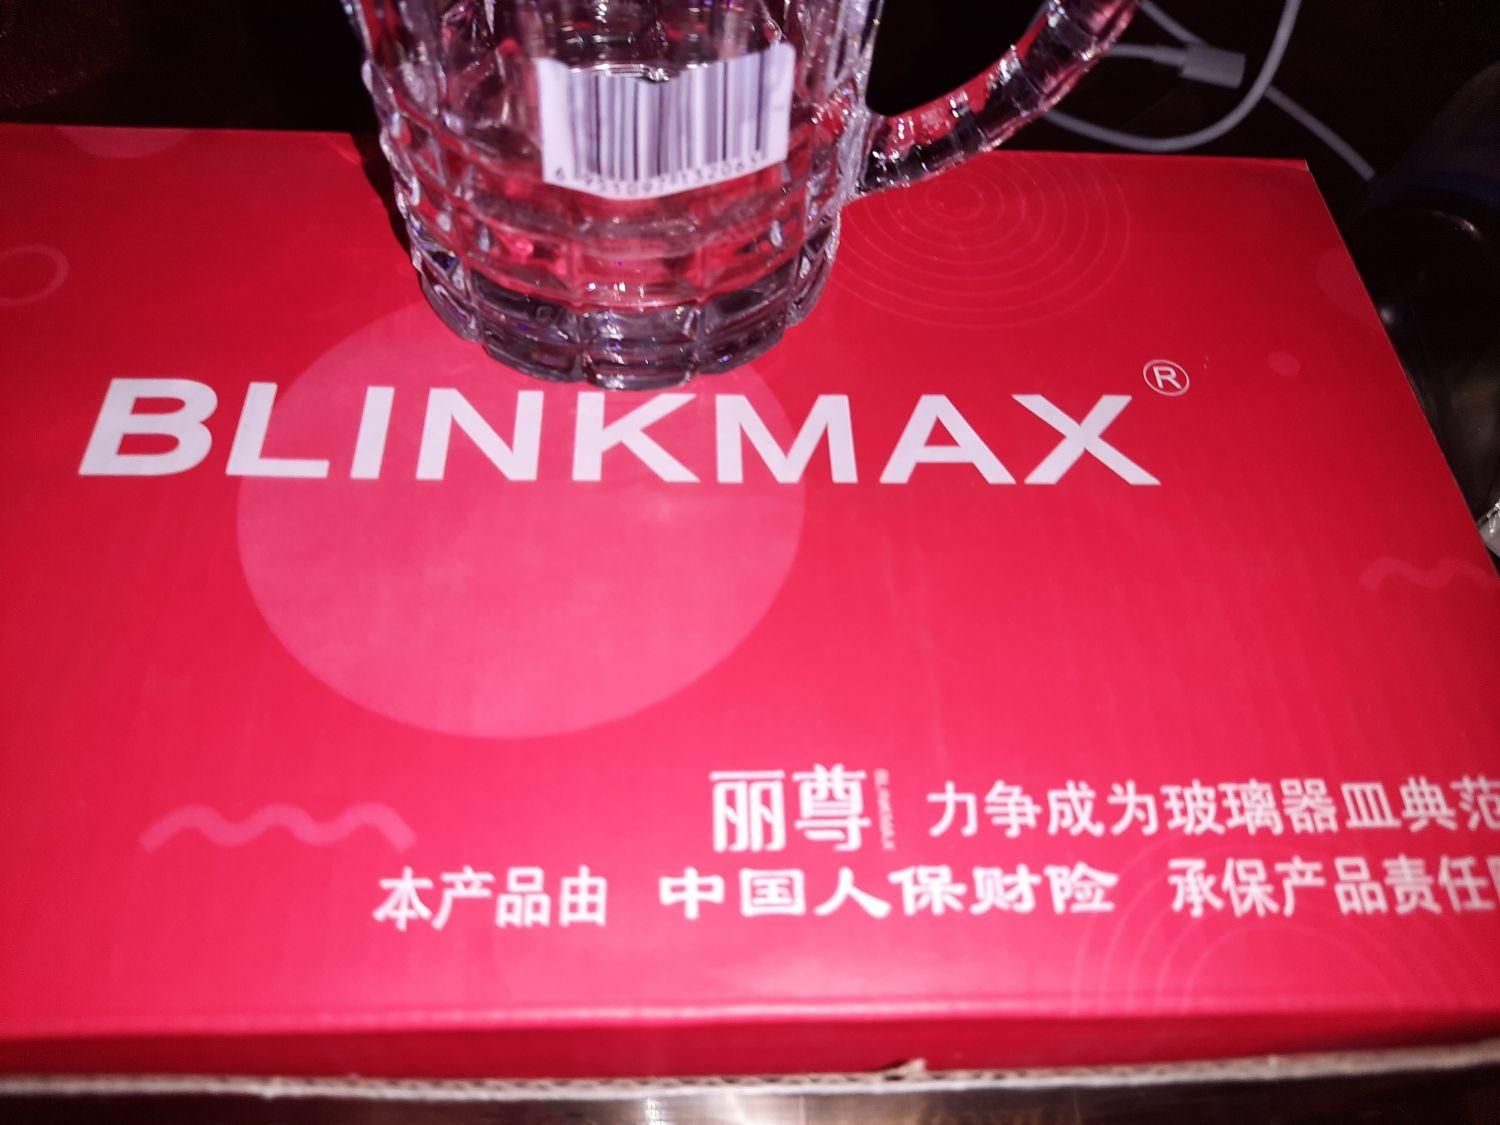 BLINKMAX®
丽尊 BLINKMAX 力争成为玻璃器皿典范
本产品由 中国人保财险 承保产品责任